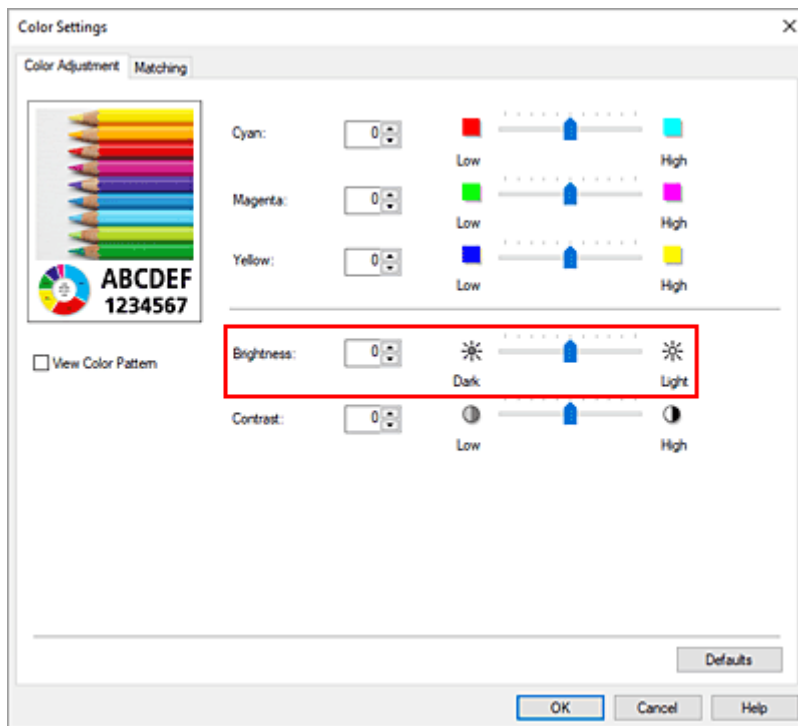 Color Settings
Color Adjustment Matching
Cyan: 0
Low High
Magenta: 0
Low High
Yellow: 0
Low High
ABCDEF
1234567
View Color Pattern
Brightness: 0
Dark Light
Contrast: 0
Low High
Defaults
OK Cancel Help